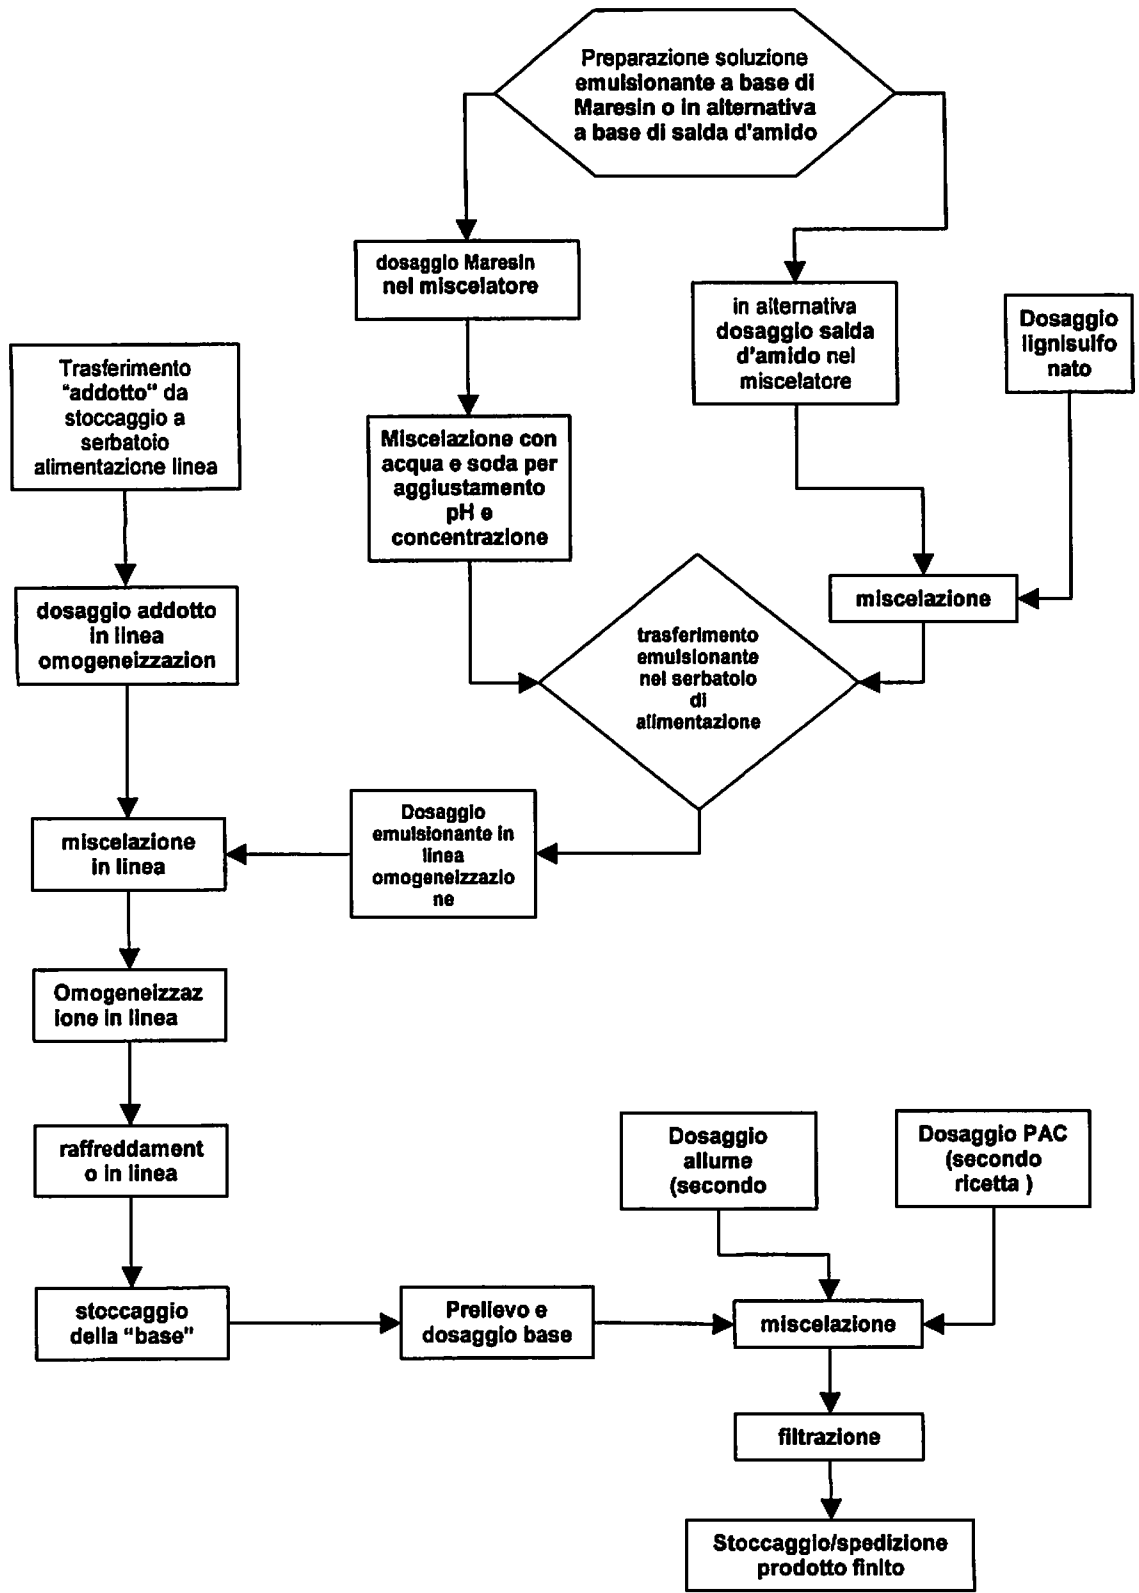 Preparazione soluzione
emulsionante a base di
Maresin o in alternativa
a base di salda d'amido
dosaggio Maresin
nel miscelatore
in alternativa
dosaggio salda
d'amido nel
miscelatore
Dosaggio
lignisulfo
nato
Trasferimento
"addotto" da
stoccaggio a
serbatoio
alimentazione linea
Miscelazione con
acqua e soda per
aggiustamento
pH e
concentrazione
dosaggio addotto
in linea
omogeneizzazion
miscelazione
trasferimento
emulsionante
nel serbatoio
di
alimentazione
Dosaggio
emulsionante in
linea
omogeneizzazio
ne
miscelazione
in linea
Omogeneizzaz
ione in linea
raffreddament
o in linea
Dosaggio
allume
(secondo
Dosaggio PAC
(secondo
ricetta )
stoccaggio
della "base"
Prelievo e
dosaggio base
miscelazione
filtrazione
Stoccaggio/spedizione
prodotto finito